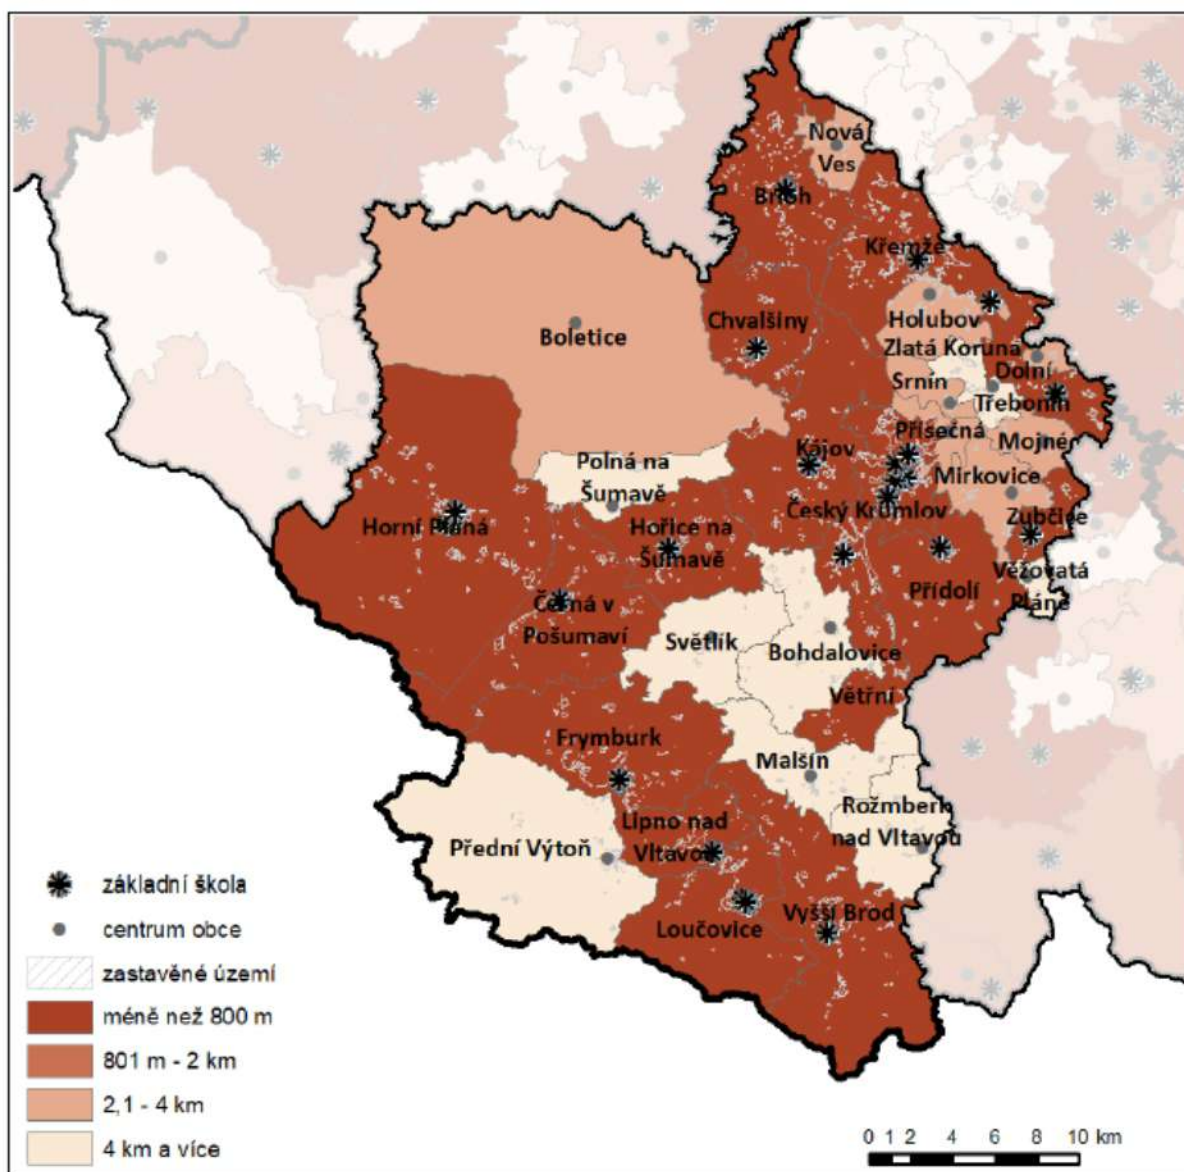 Nová
Ves
Brloh
Křemže
Chvalšiny
Holubov
Boletice
Zlatá Koruna
Dolní
Srnín
Třebonín
Přísečná
Mojné
Kájov
Polná na
Šumavě
Mirkovice
Český Krumlov
Zubčice
Horní Planá
Hořice na
Šumavě
Věžovatá
Pláně
Přídolí
Černá v
Pošumaví
Světlík
Bohdalovice
Větřní
Frymburk
Malšín
Rožmberk
nad Vltavou
Lipno nad
Vltavou
Přední Výtoň
Vyšší Brod
Loučovice
základní škola
centrum obce
zastavěné území
méně než 800 m
801 m - 2 km
2,1 - 4 km
4 km a více
0 1 2 4 6 8 10 km